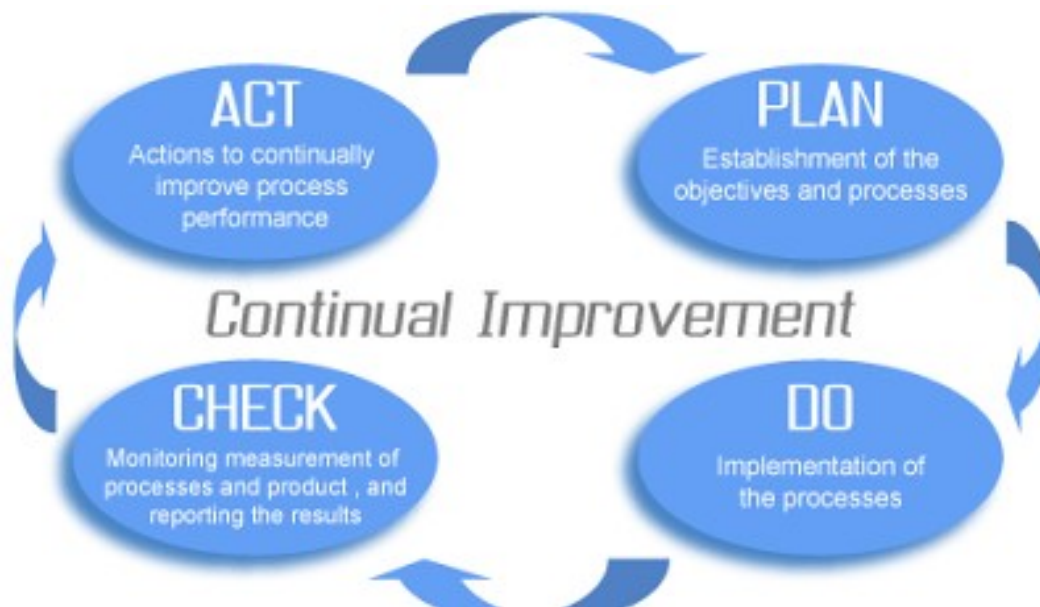 ACT
Actions to continually
improve process
performance
PLAN
Establishment of the
objectives and processes
Continual Improvement
CHECK
Monitoring measurement of
processes and product , and
reporting the results
DO
Implementation of
the processes